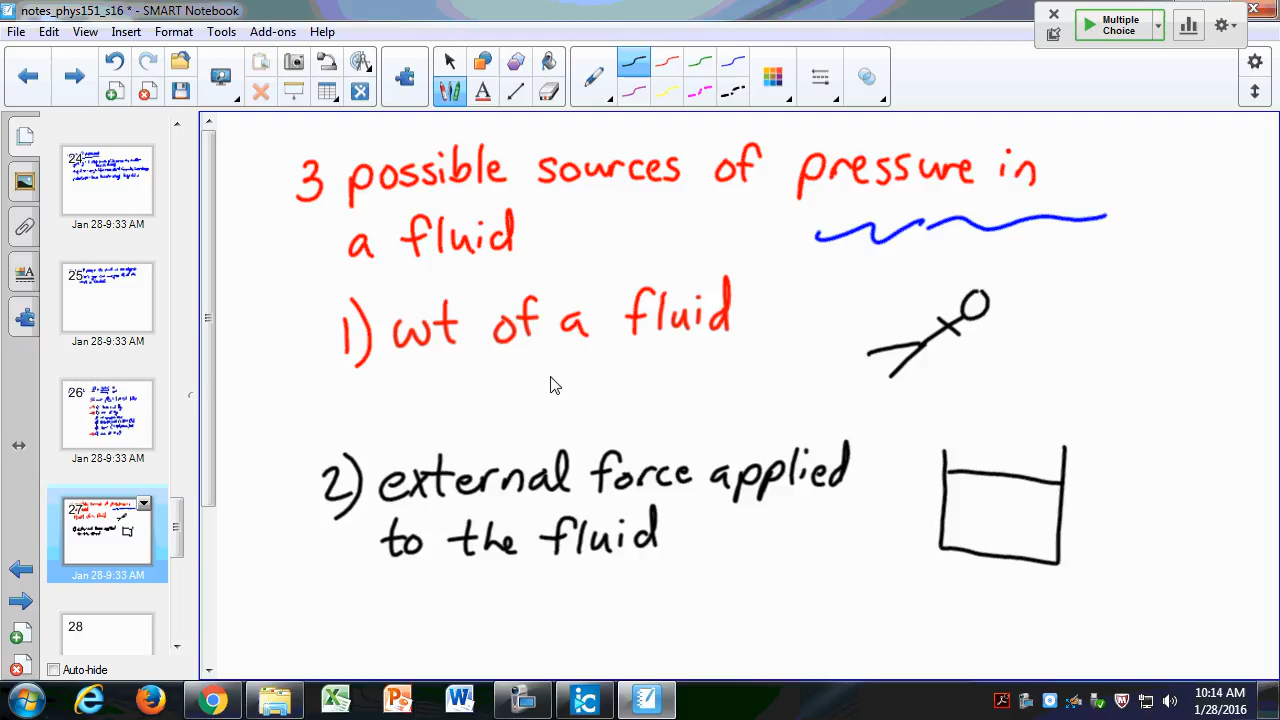 notes_phys151_s16 * - SMART Notebook
File Edit View Insert Format Tools Add-ons Help
Multiple
Choice
3 possible sources of pressure in
a fluid
1) wt of a fluid
2) external force applied
to the fluid
24
Jan 28-9:33 AM
25
Jan 28-9:33 AM
26
Jan 28-9:33 AM
27
Jan 28-9:33 AM
28
Auto-hide
10:14 AM
1/28/2016